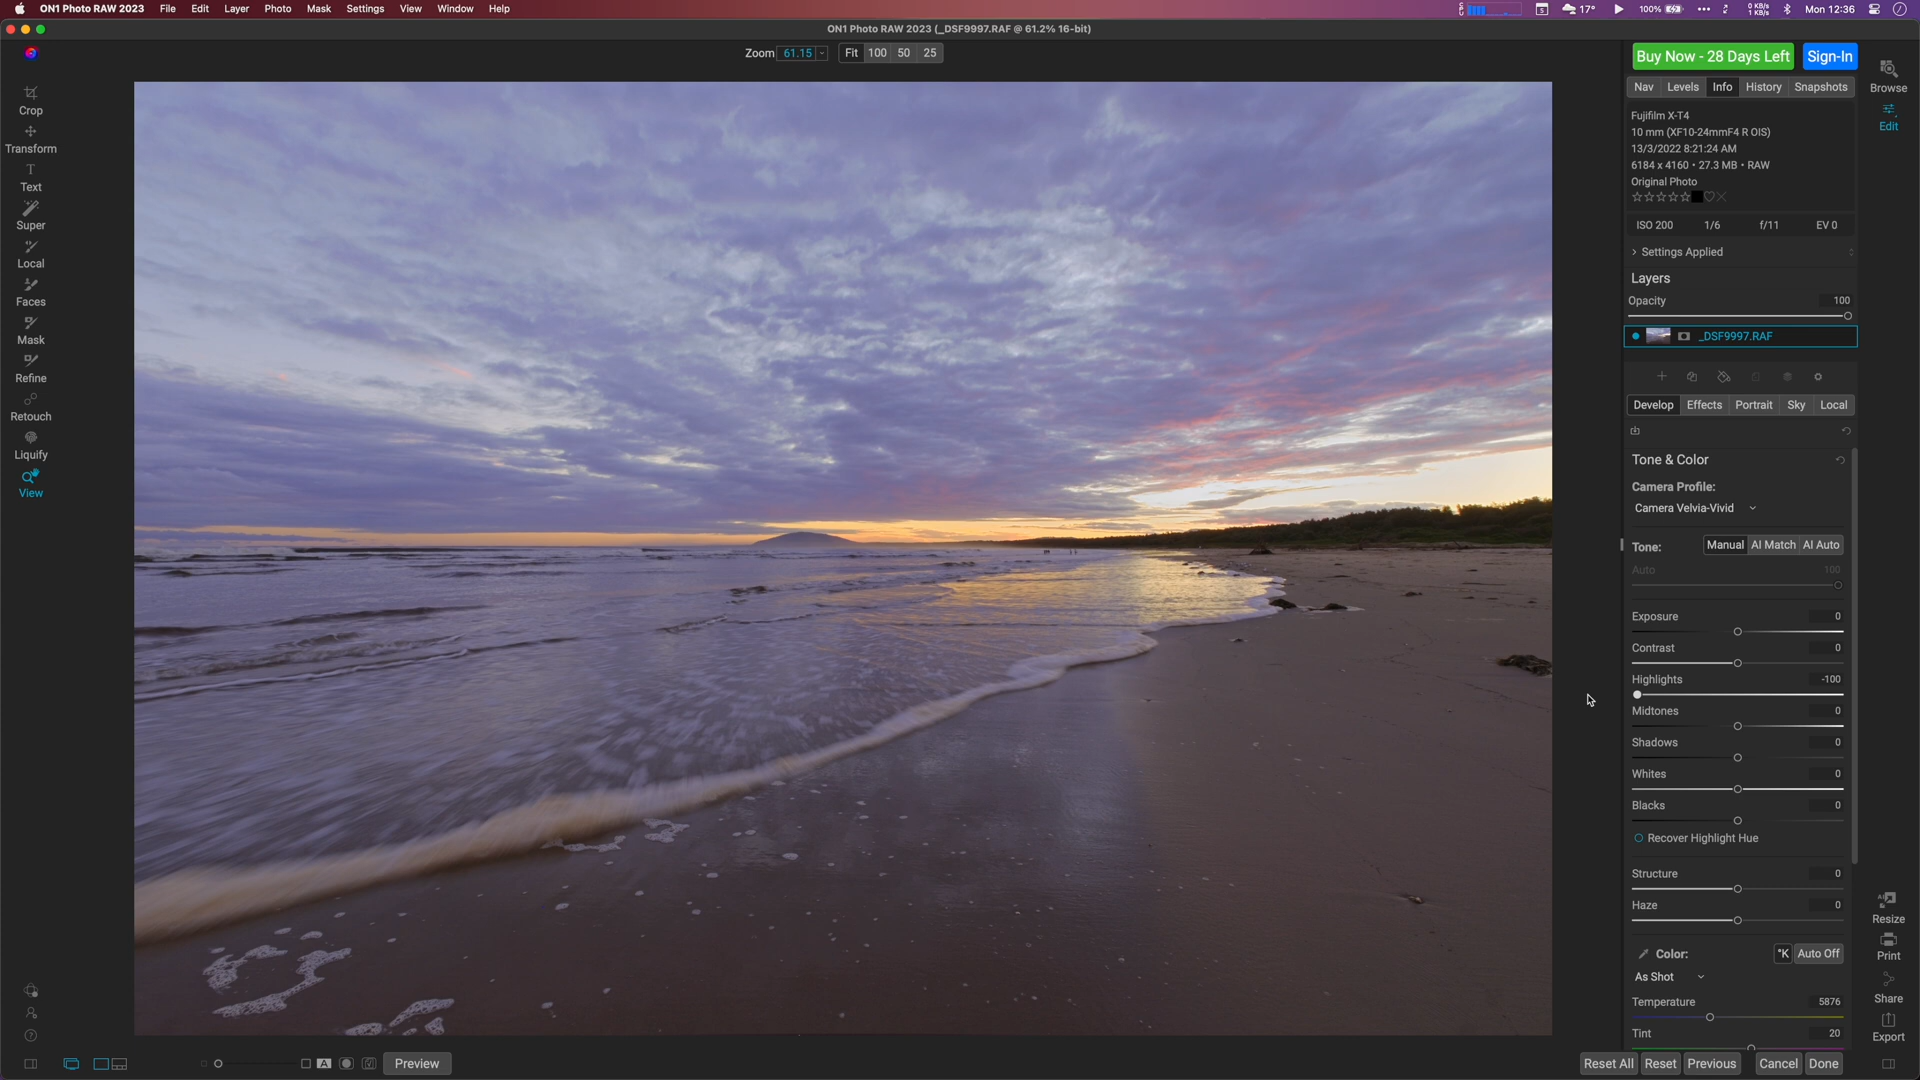 ON1 Photo RAW 2023 File Edit Layer Photo Mask Settings View Window Help
100% 0 KB/s 1 KB/s 17° Mon 12:36
ON1 Photo RAW 2023 (_DSF9997.RAF @ 61.2% 16-bit)
Zoom 61.15 Fit 100 50 25
Buy Now - 28 Days Left Sign-In
Browse
Edit
Crop
Transform
Text
Super
Local
Faces
Mask
Refine
Retouch
Liquify
View
Nav Levels Info History Snapshots
Fujifilm X-T4
10 mm (XF10-24mmF4 R OIS)
13/3/2022 8:21:24 AM
6184 x 4160 • 27.3 MB • RAW
Original Photo
ISO 200 1/6 f/11 EV 0
Settings Applied
Layers
Opacity 100
_DSF9997.RAF
Develop Effects Portrait Sky Local
Tone & Color
Camera Profile:
Camera Velvia-Vivid
Tone: Manual AI Match AI Auto
Auto 100
Exposure 0
Contrast 0
Highlights -100
Midtones 0
Shadows 0
Whites 0
Blacks 0
Recover Highlight Hue
Structure 0
Haze 0
Color: °K Auto Off
As Shot
Temperature 5876
Tint 20
Resize
Print
Share
Export
A Preview
Reset All Reset Previous Cancel Done